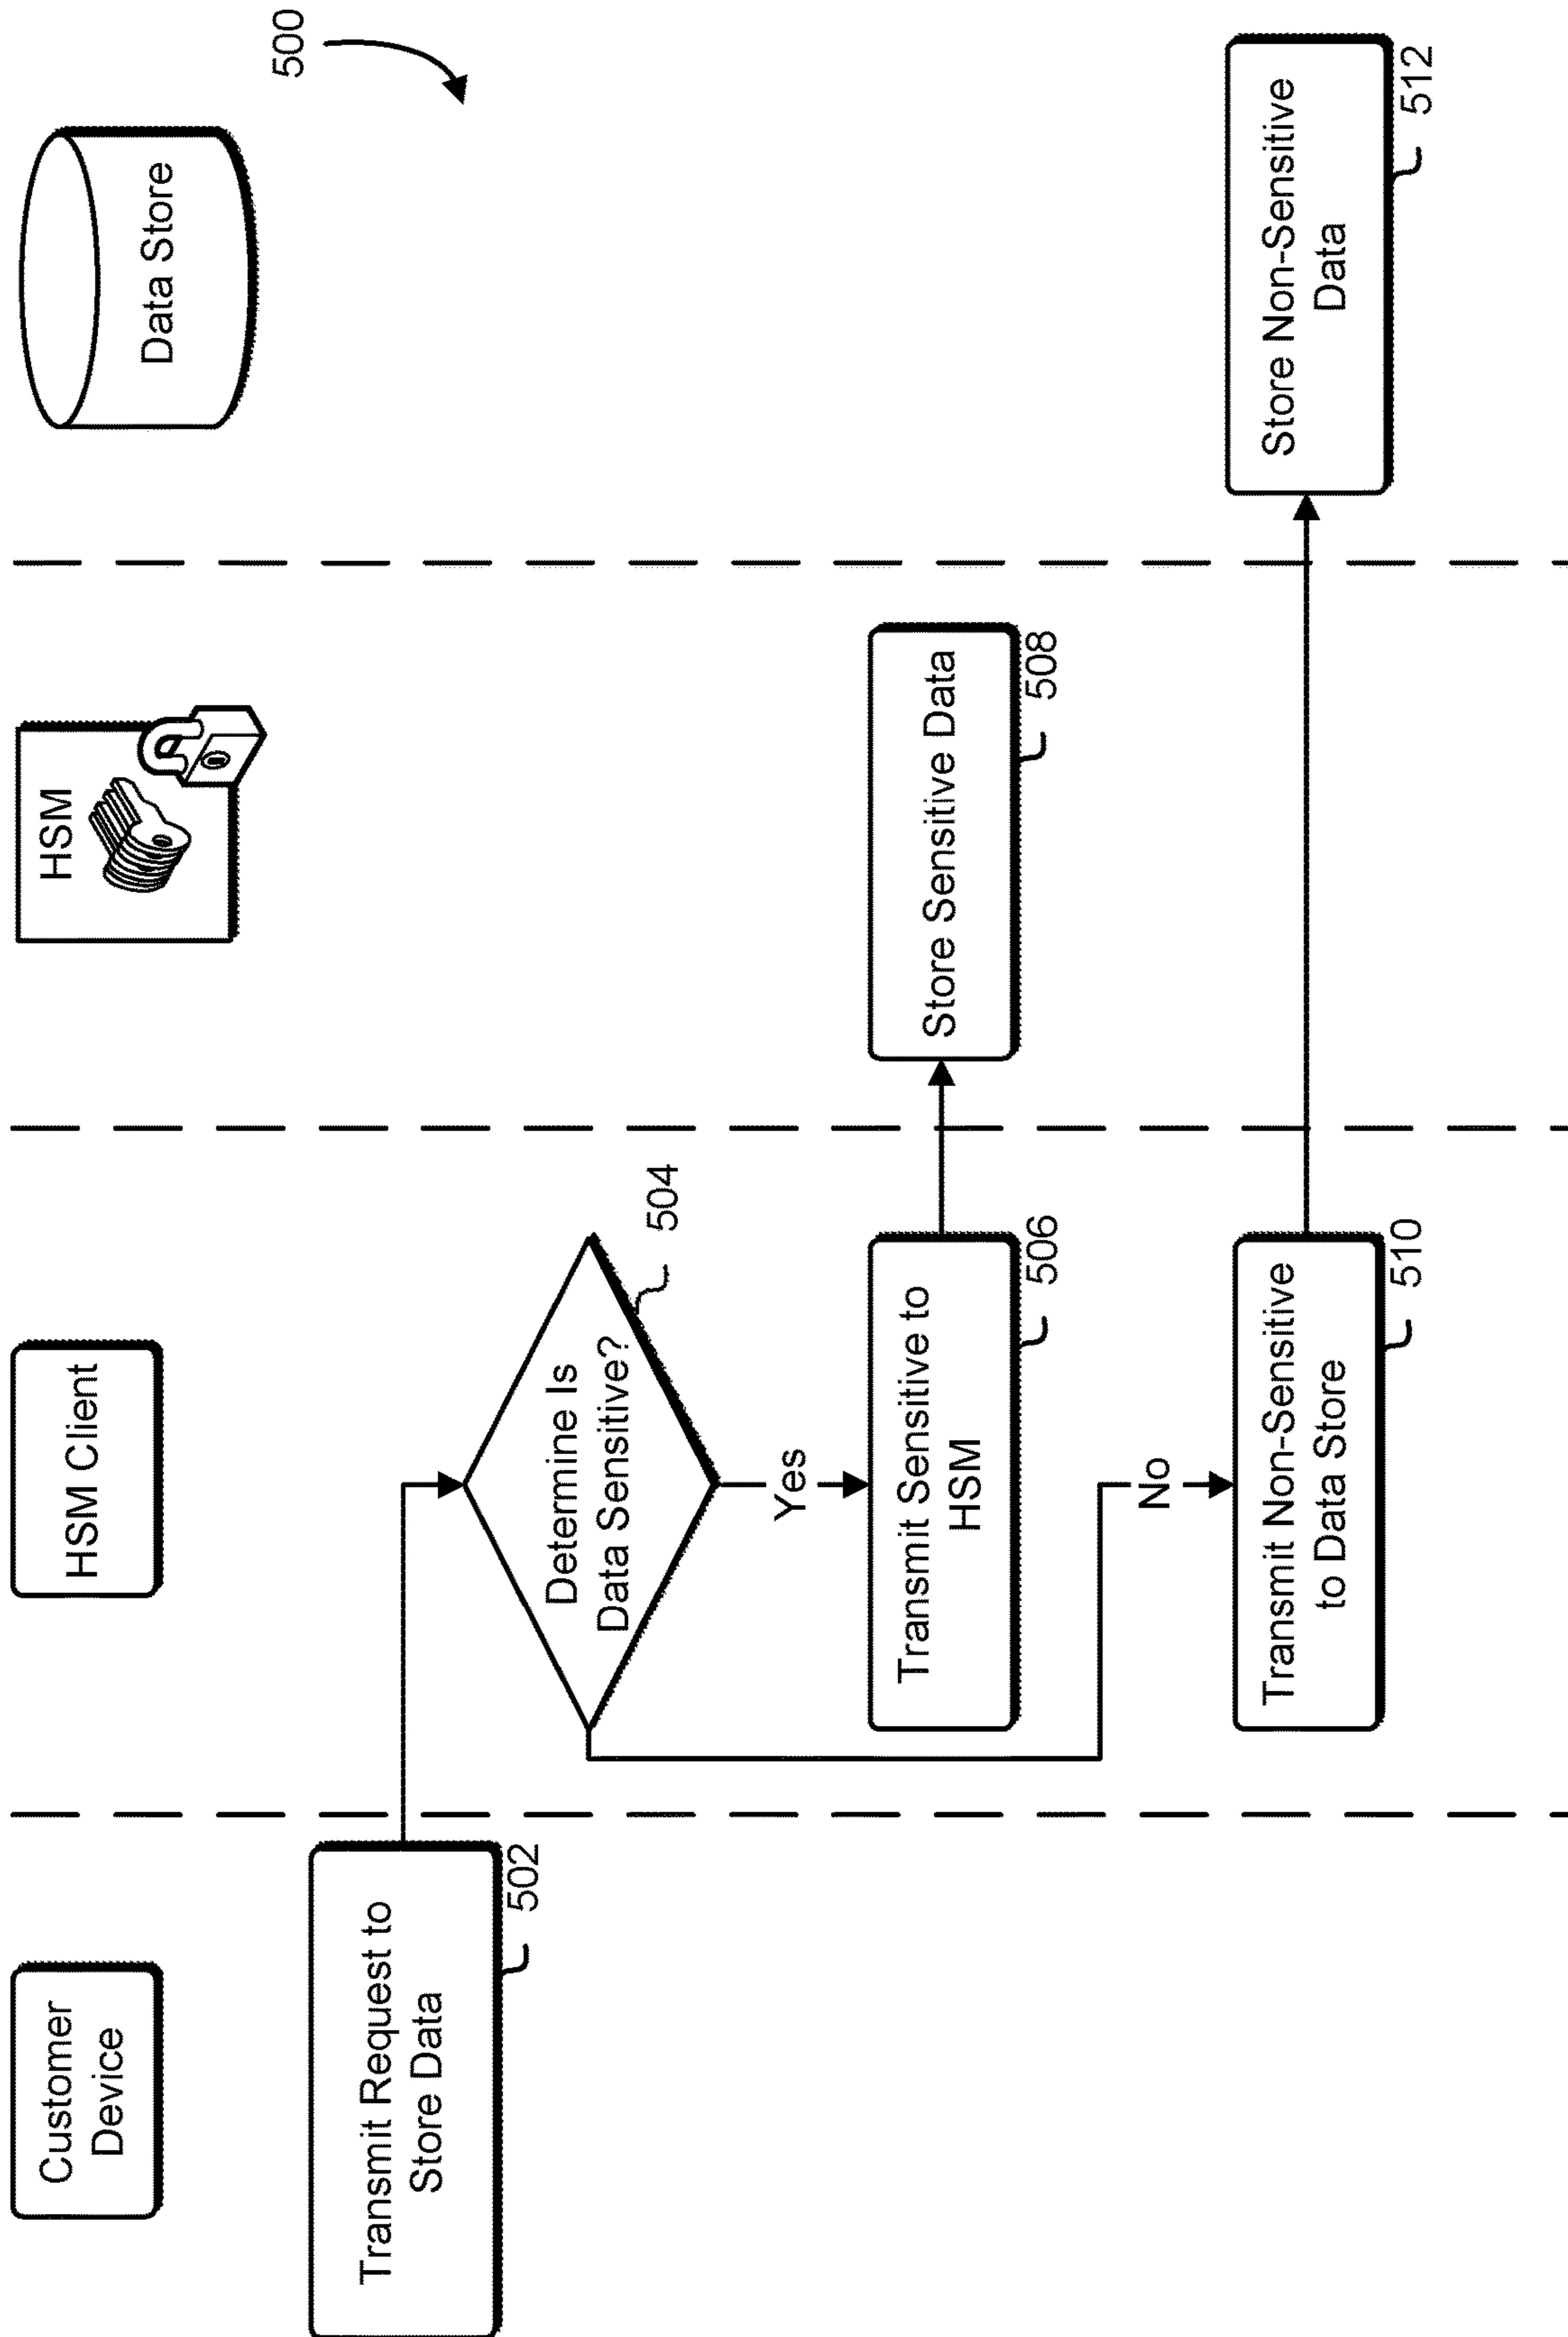 Customer
Device
HSM Client
HSM
Data Store
500
Transmit Request to
Store Data
502
Determine Is
Data Sensitive?
504
Yes
Transmit Sensitive to
HSM
506
Store Sensitive Data
508
No
Transmit Non-Sensitive
to Data Store
510
Store Non-Sensitive
Data
512